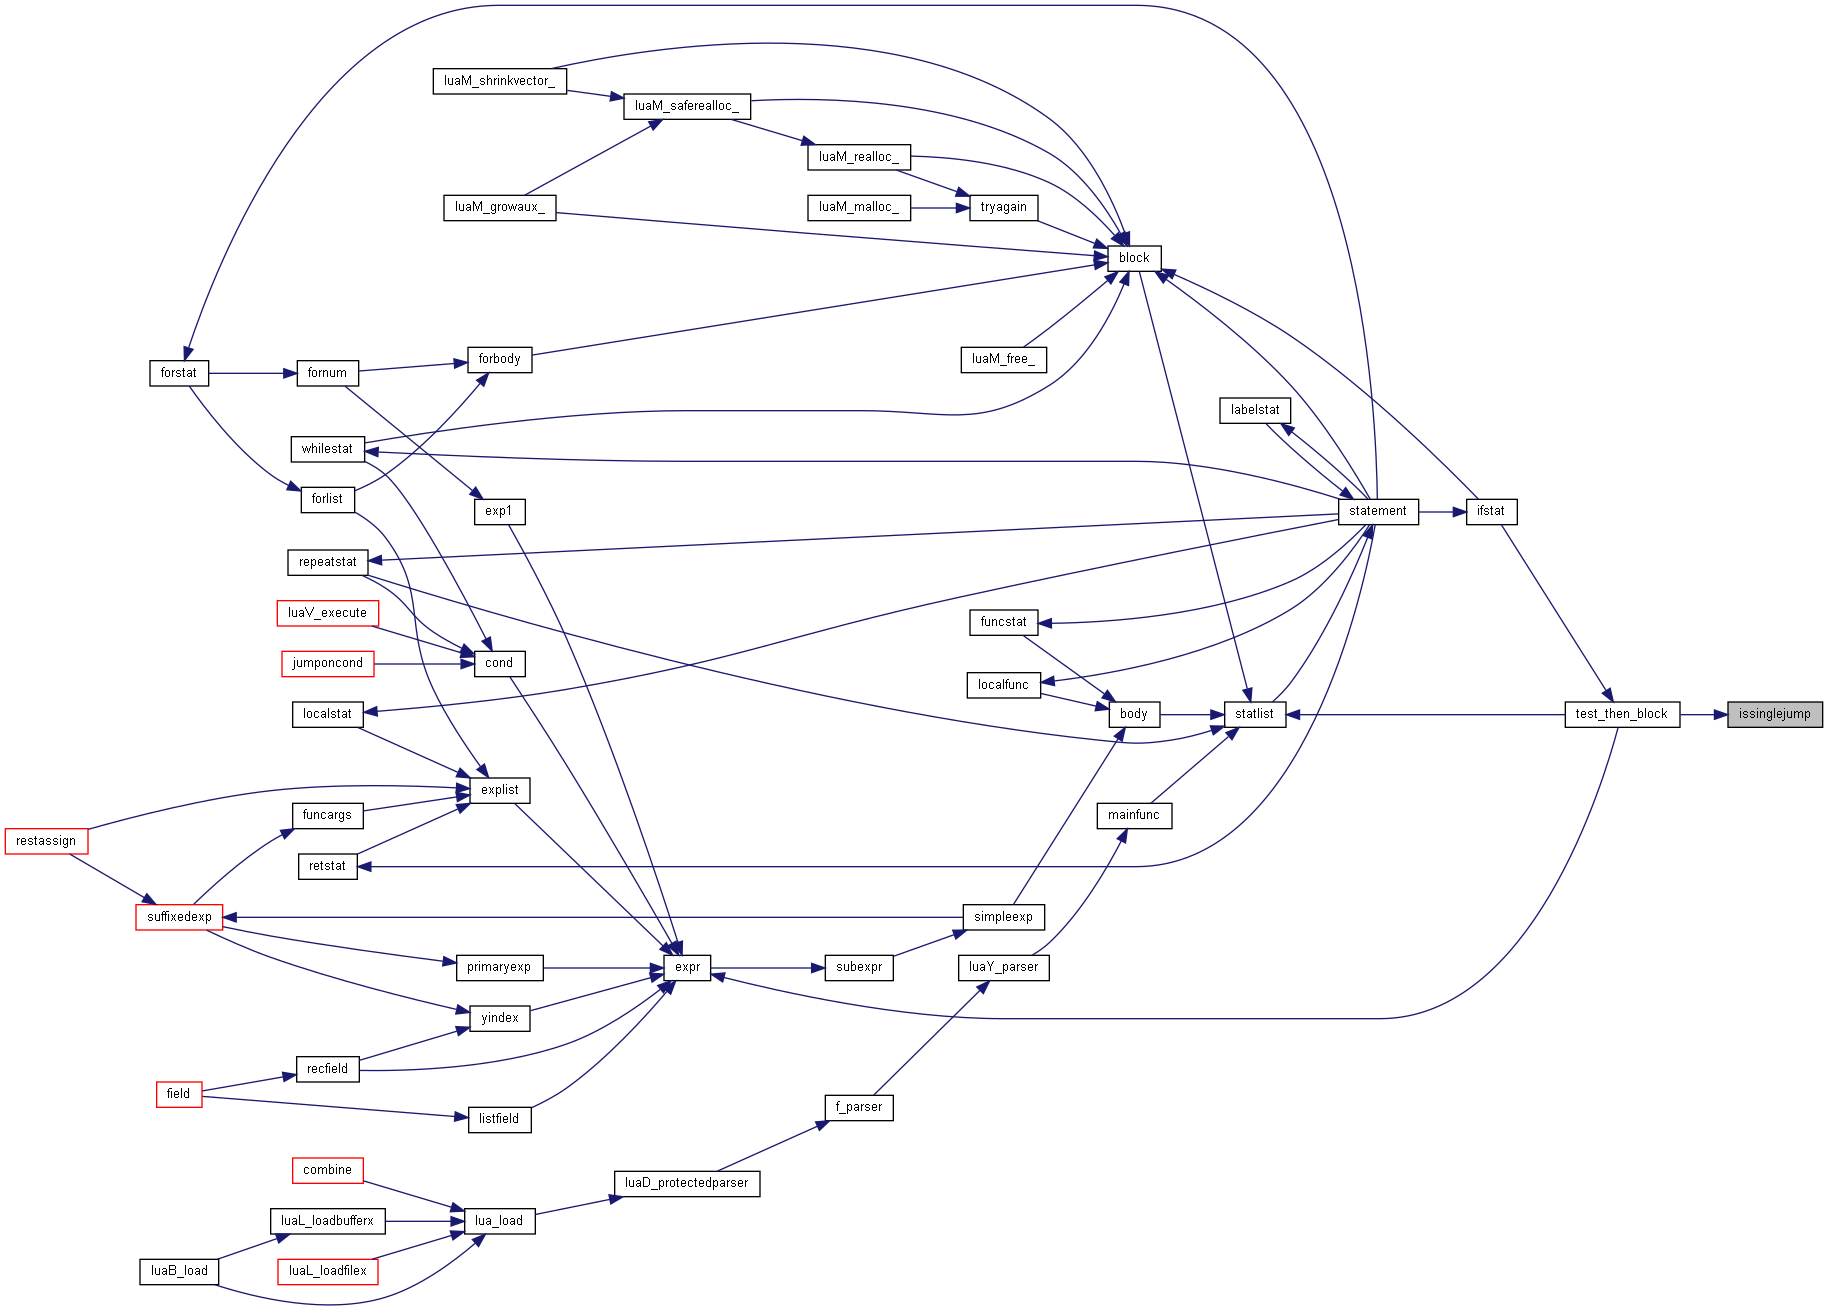 luaM_shrinkvector_
luaM_saferealloc_
luaM_realloc_
luaM_growaux_
luaM_malloc_
tryagain
block
luaM_free_
forstat
fornum
forbody
labelstat
whilestat
forlist
exp1
statement
ifstat
repeatstat
luaV_execute
funcstat
jumponcond
cond
localfunc
localstat
body
statlist
test_then_block
issinglejump
explist
funcargs
mainfunc
restassign
retstat
suffixedexp
simpleexp
primaryexp
expr
subexpr
luaY_parser
yindex
recfield
field
listfield
f_parser
combine
luaD_protectedparser
luaL_loadbufferx
lua_load
luaB_load
luaL_loadfilex